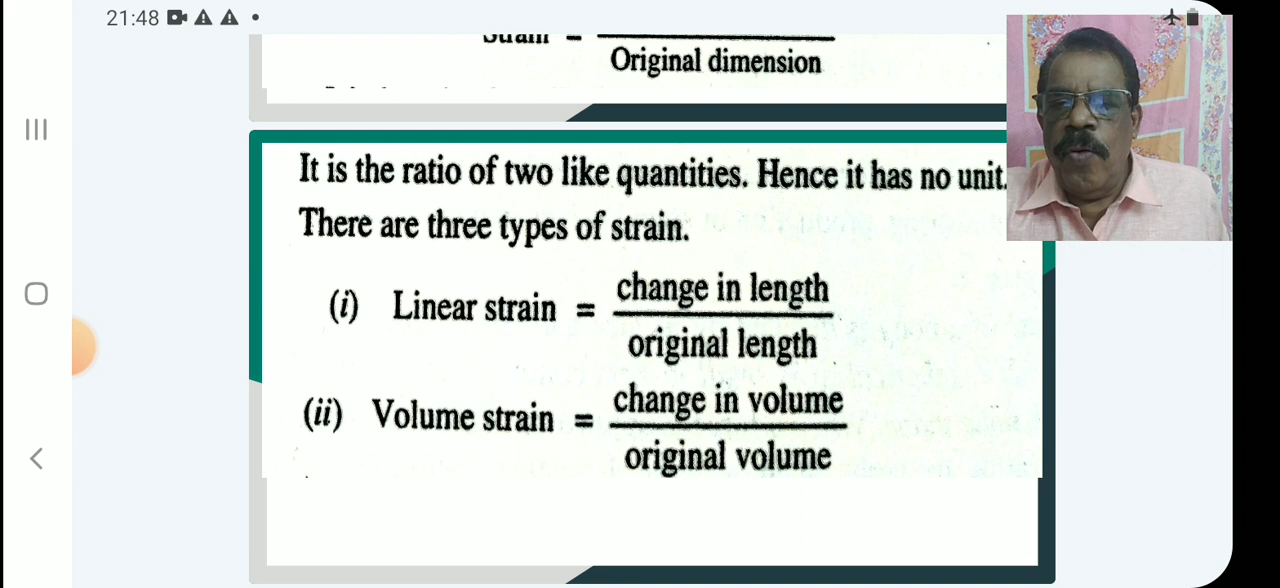 21:48
Strain =
Original dimension
It is the ratio of two like quantities. Hence it has no unit.
There are three types of strain.
(i) Linear strain = change in length
original length
(ii) Volume strain = change in volume
original volume